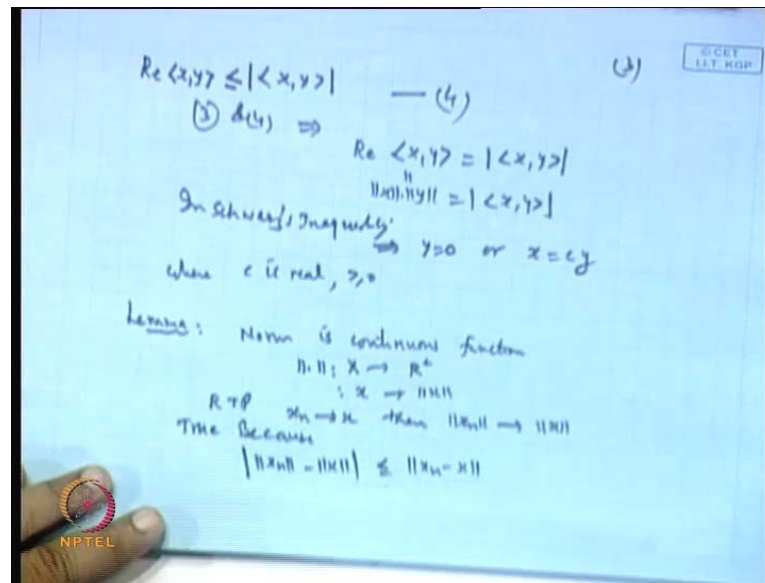 (3)
© CET
I.I.T. KGP
Re <x,y> ≤ |<x,y>| — (4)
(3) & (4) ⇒
Re <x,y> = |<x,y>|
||
||x||.||y|| = |<x,y>|
In Schwarz's Inequality
⇒ y=0 or x=cy
where c is real, ≥0
Lemma: Norm is continuous function
||.||: X → R⁺
: x → ||x||
RTP xn → x then ||xn|| → ||x||
True Because
| ||xn|| - ||x|| | ≤ ||xn - x||
NPTEL